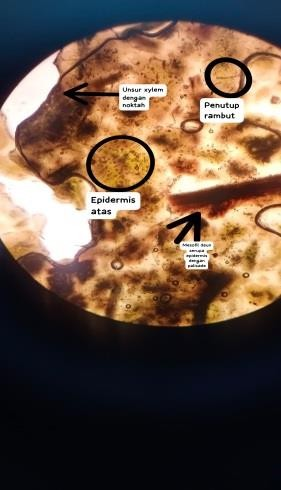 Unsur xylem
dengan
noktah
Penutup
rambut
Epidermis
atas
Mesofil daun
serupa
epidermis
dengan
palisade